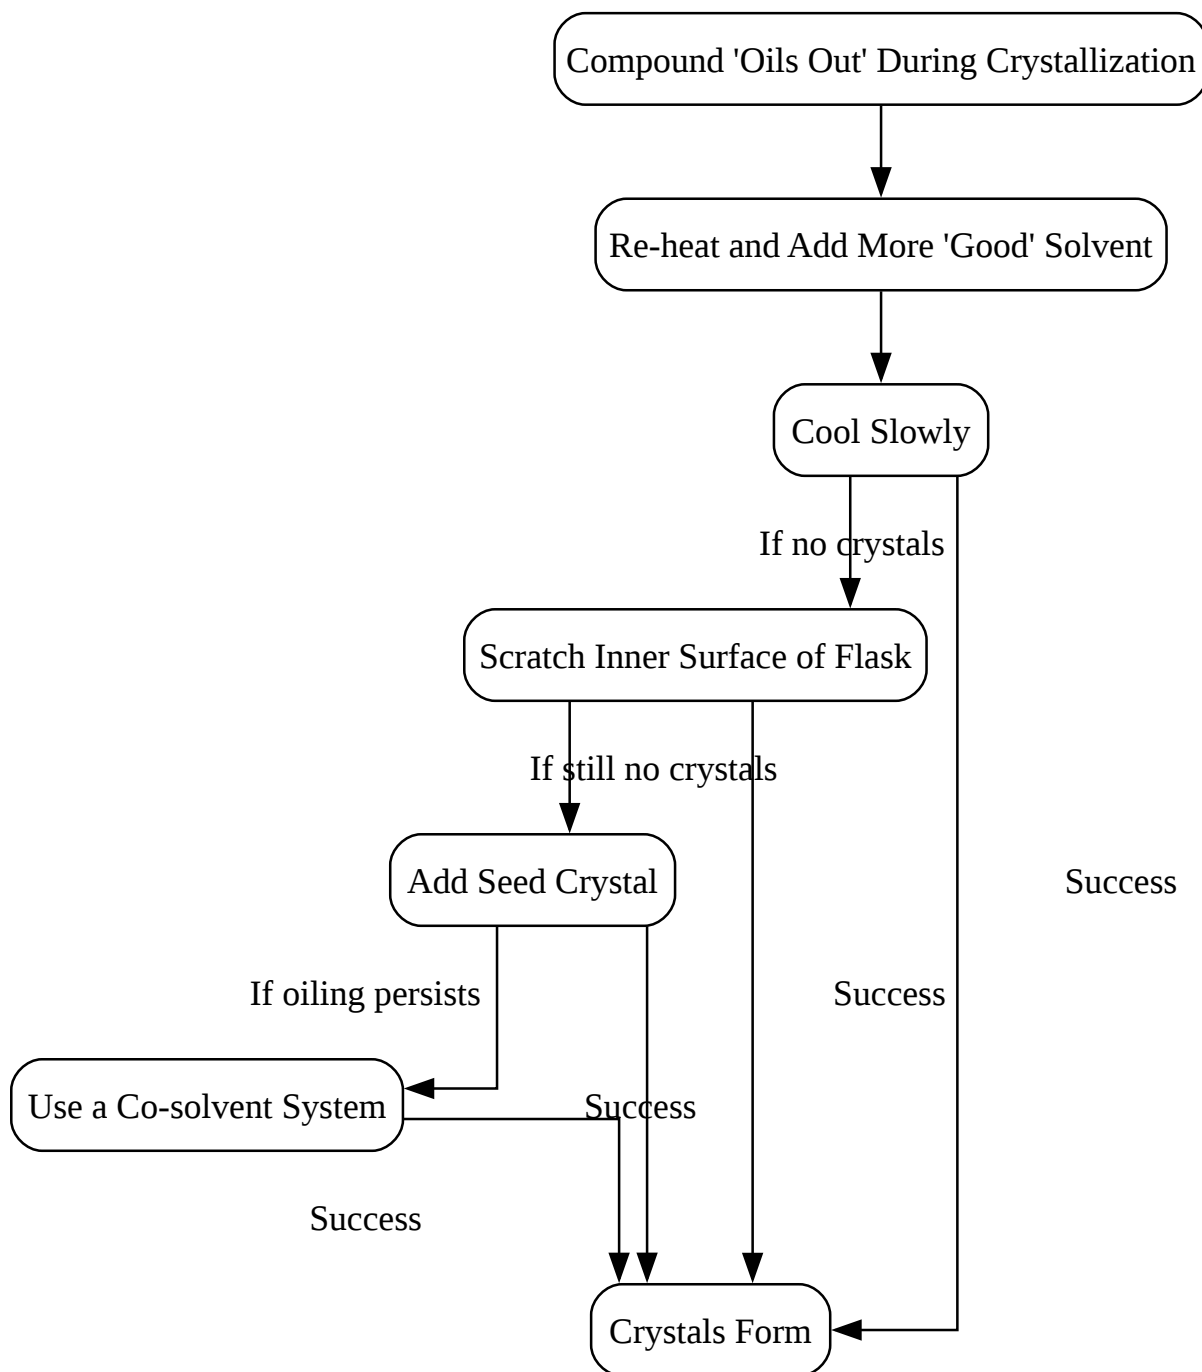 Compound 'Oils Out' During Crystallization
Re-heat and Add More 'Good' Solvent
Cool Slowly
If no crystals
Scratch Inner Surface of Flask
If still no crystals
Add Seed Crystal
Success
If oiling persists
Success
Use a Co-solvent System
Success
Success
Crystals Form